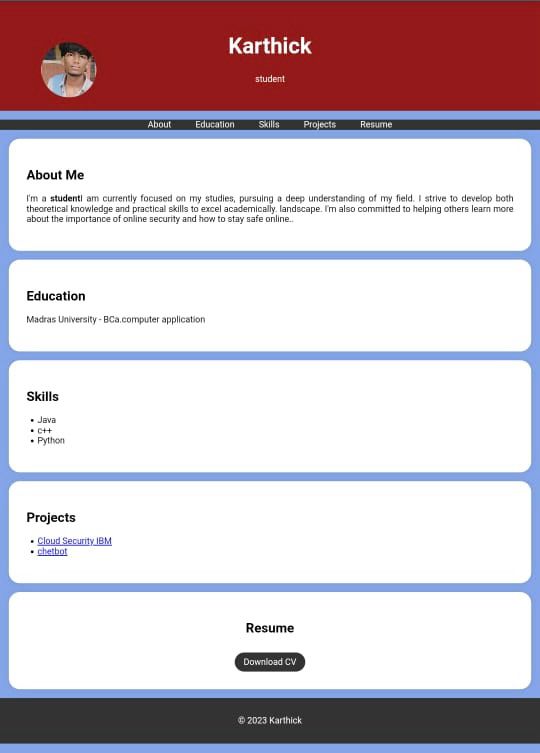 Karthick
student
About Education Skills Projects Resume
About Me
I'm a studentI am currently focused on my studies, pursuing a deep understanding of my field. I strive to develop both
theoretical knowledge and practical skills to excel academically. landscape. I'm also committed to helping others learn more
about the importance of online security and how to stay safe online..
Education
Madras University - BCa.computer application
Skills
• Java
• c++
• Python
Projects
• Cloud Security IBM
• chetbot
Resume
Download CV
© 2023 Karthick